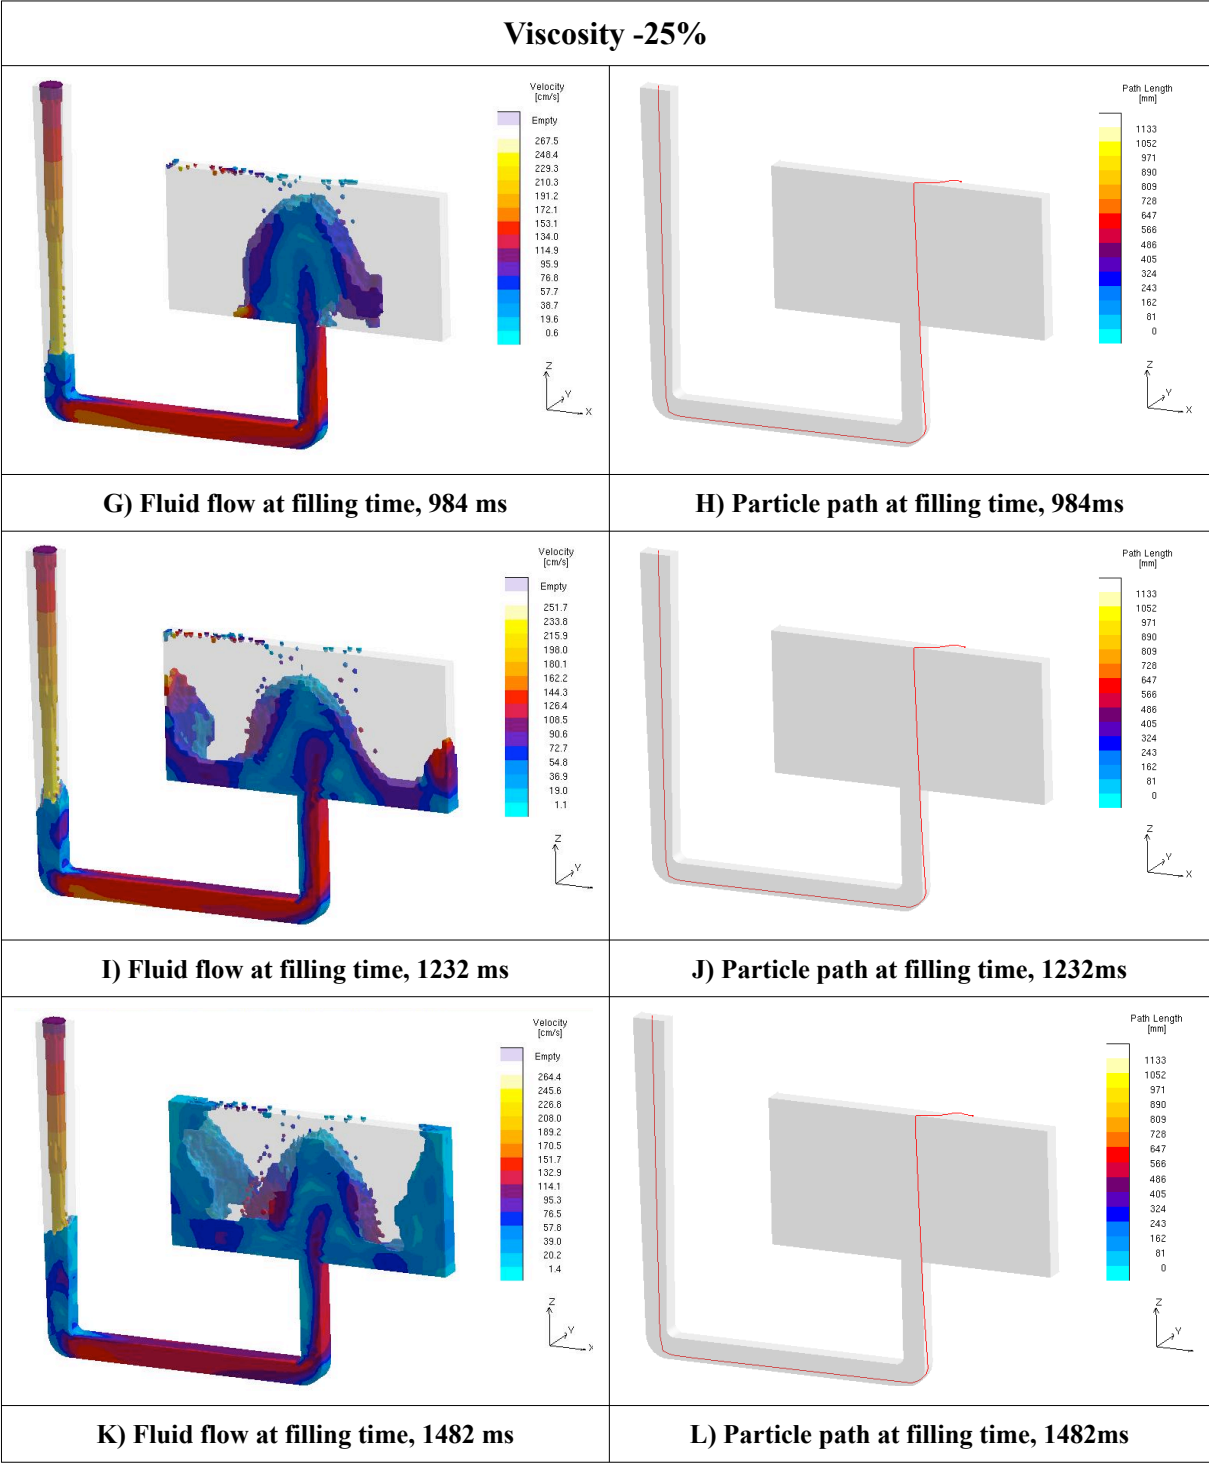 Viscosity -25%
Velocity
[cm/s]
Empty
267.5
248.4
229.3
210.3
191.2
172.1
153.1
134.0
114.9
95.9
76.8
57.7
38.7
19.6
0.6
Z
Y
X
Path Length
[mm]
1133
1052
971
890
809
728
647
566
486
405
324
243
162
81
0
Z
Y
X
G) Fluid flow at filling time, 984 ms
H) Particle path at filling time, 984ms
Velocity
[cm/s]
Empty
251.7
233.8
215.9
198.0
180.1
162.2
144.3
126.4
108.5
90.6
72.7
54.8
36.9
19.0
1.1
Z
Y
Path Length
[mm]
1133
1052
971
890
809
728
647
566
486
405
324
243
162
81
0
Z
Y
X
I) Fluid flow at filling time, 1232 ms
J) Particle path at filling time, 1232ms
Velocity
[cm/s]
Empty
264.4
245.6
226.8
208.0
189.2
170.5
151.7
132.9
114.1
95.3
76.5
57.8
39.0
20.2
1.4
Z
Y
X
Path Length
[mm]
1133
1052
971
890
809
728
647
566
486
405
324
243
162
81
0
Z
Y
K) Fluid flow at filling time, 1482 ms
L) Particle path at filling time, 1482ms